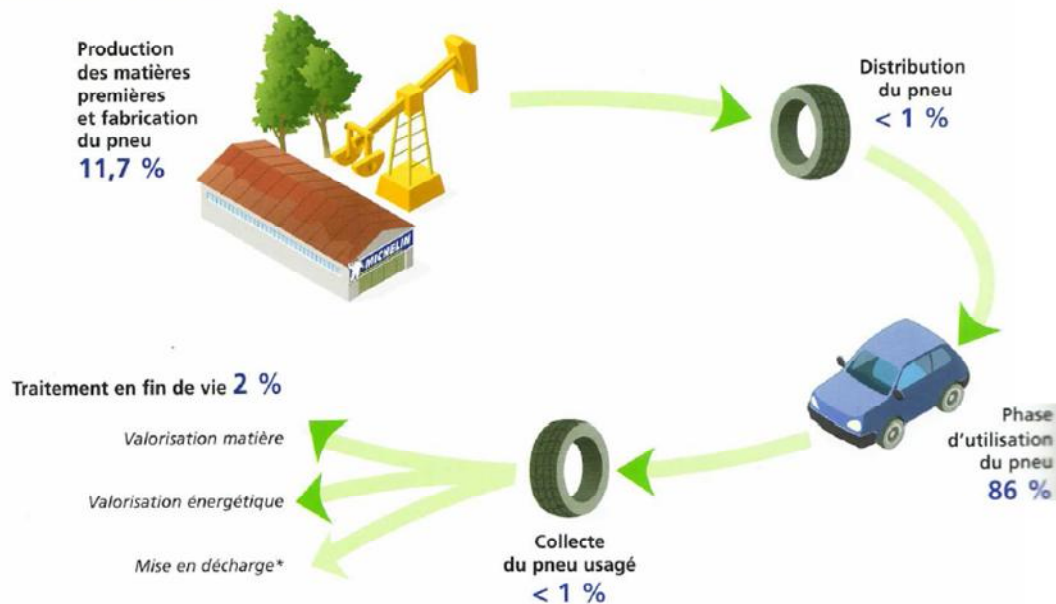 Production
des matières
premières
et fabrication
du pneu
11,7 %
MICHELIN
Distribution
du pneu
< 1 %
Phase
d'utilisation
du pneu
86 %
Collecte
du pneu usagé
< 1 %
Traitement en fin de vie 2 %
Valorisation matière
Valorisation énergétique
Mise en décharge*